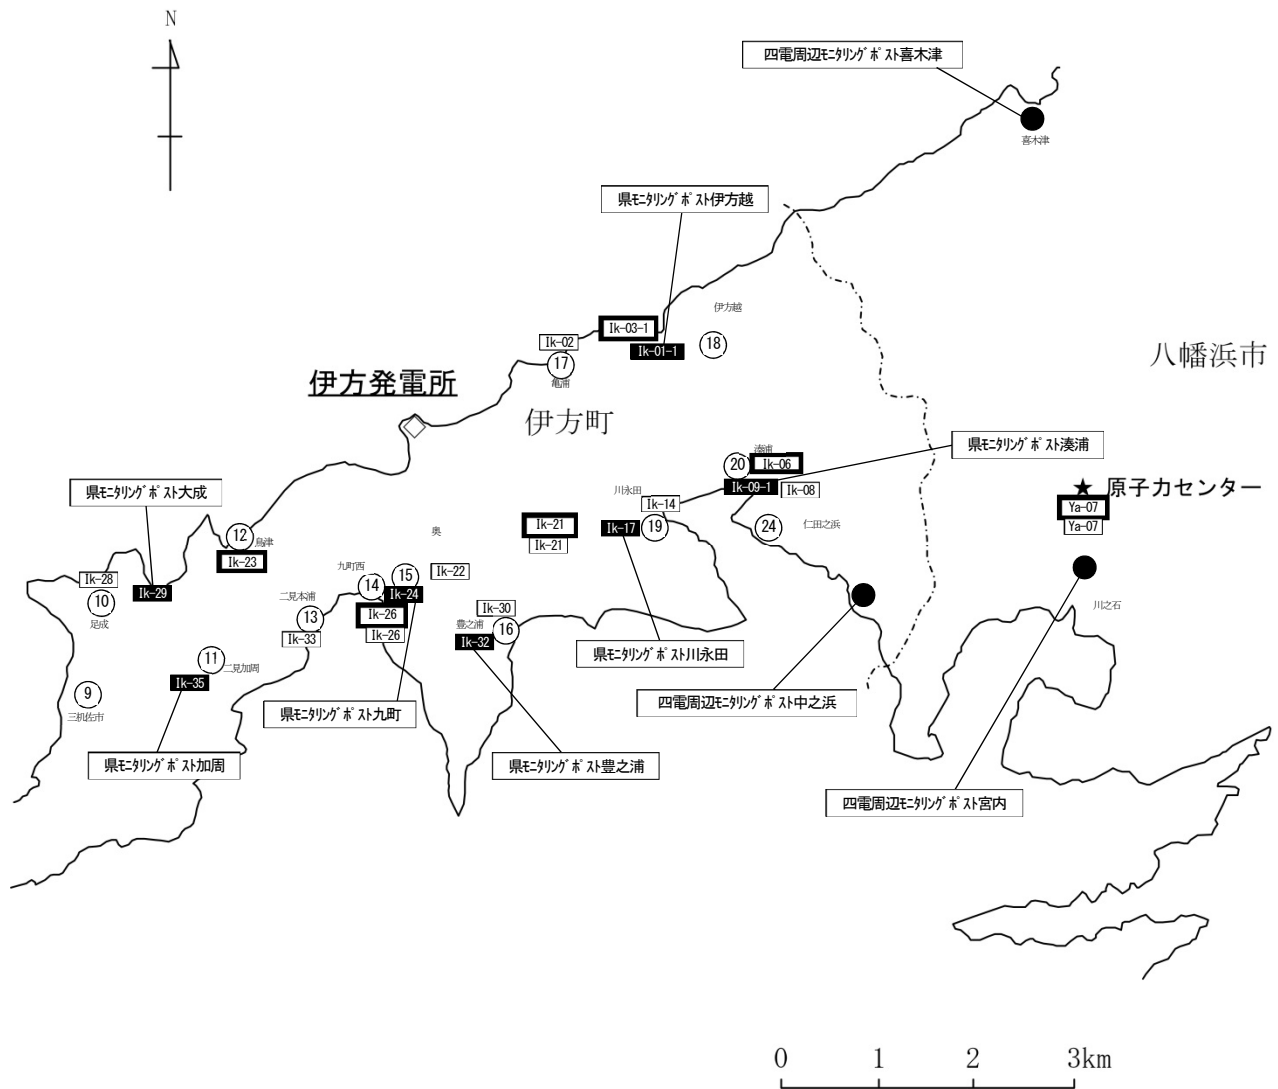 N
四電周辺ﾓﾆﾀﾘﾝｸﾞﾎﾟｽﾄ喜木津
喜木津
県ﾓﾆﾀﾘﾝｸﾞﾎﾟｽﾄ伊方越
伊方越
Ik-03-1
Ik-02
Ik-01-1
18
17
亀浦
八幡浜市
伊方発電所
伊方町
県ﾓﾆﾀﾘﾝｸﾞﾎﾟｽﾄ湊浦
湊浦
20
Ik-06
Ik-09-1
Ik-08
県ﾓﾆﾀﾘﾝｸﾞﾎﾟｽﾄ大成
川永田
Ik-14
★ 原子力センター
Ya-07
Ya-07
12
鳥津
Ik-23
奥
Ik-21
Ik-21
Ik-17
19
24
仁田之浜
Ik-28
10
足成
Ik-29
九町西
14
15
Ik-22
Ik-24
Ik-26
Ik-26
二見本浦
13
Ik-33
Ik-30
豊之浦
16
Ik-32
川之石
県ﾓﾆﾀﾘﾝｸﾞﾎﾟｽﾄ川永田
11
二見加周
Ik-35
9
三机佐市
県ﾓﾆﾀﾘﾝｸﾞﾎﾟｽﾄ九町
四電周辺ﾓﾆﾀﾘﾝｸﾞﾎﾟｽﾄ中之浜
県ﾓﾆﾀﾘﾝｸﾞﾎﾟｽﾄ加周
県ﾓﾆﾀﾘﾝｸﾞﾎﾟｽﾄ豊之浦
四電周辺ﾓﾆﾀﾘﾝｸﾞﾎﾟｽﾄ宮内
0 1 2 3km